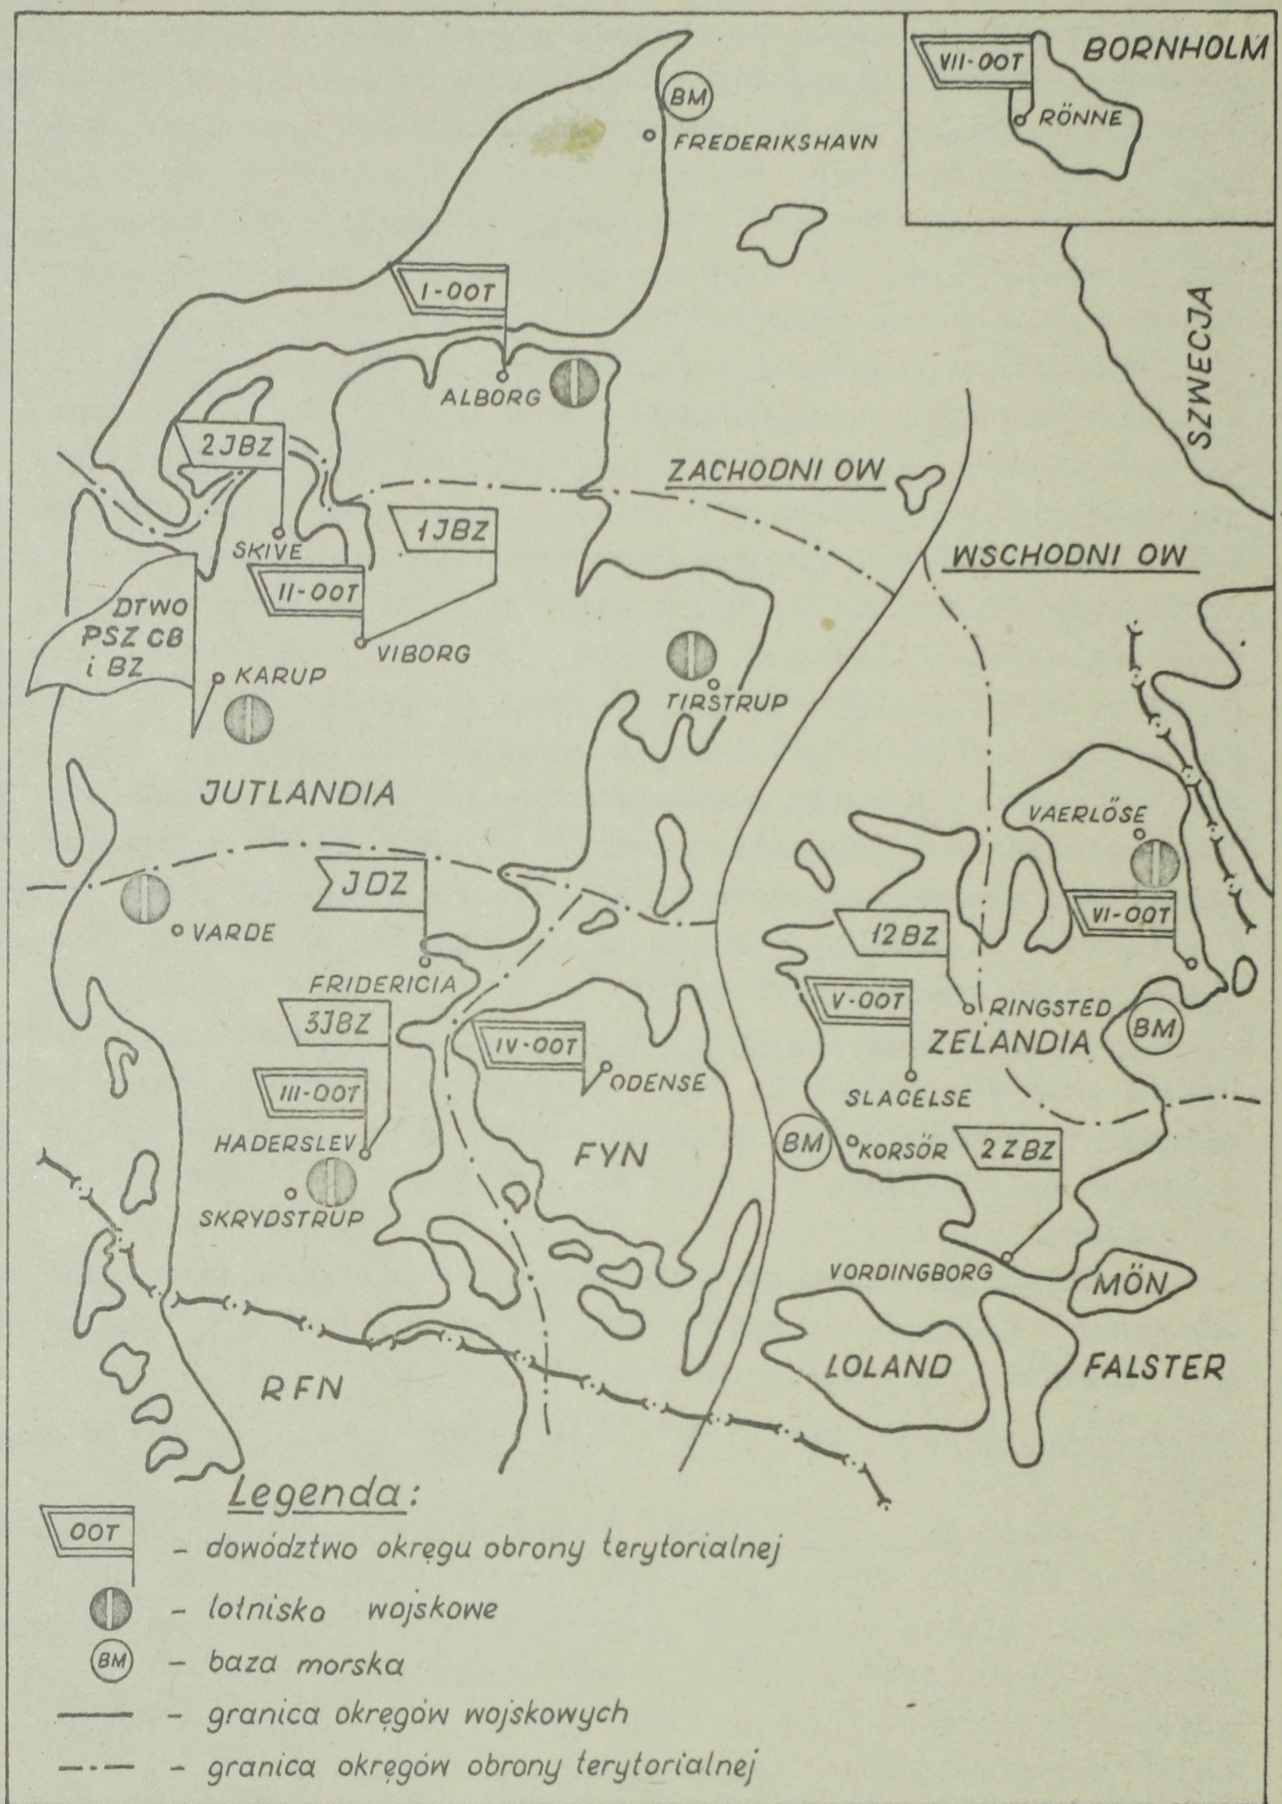 VII-OOT
BORNHOLM
RÖNNE
BM
FREDERIKSHAVN
SZWECJA
I-OOT
ALBORG
2JBZ
SKIVE
ZACHODNI OW
1JBZ
WSCHODNI OW
II-OOT
VIBORG
DTWO
PSZ CB
i BZ
KARUP
TIRSTRUP
JUTLANDIA
VAERLÖSE
JDZ
VARDE
FRIDERICIA
VI-OOT
12BZ
V-OOT
RINGSTED
BM
ZELANDIA
3JBZ
IV-OOT
ODENSE
III-OOT
SLAGELSE
HADERSLEV
FYN
BM
KORSÖR
2 Z BZ
SKRYDSTRUP
VORDINGBORG
MÖN
RFN
LOLAND
FALSTER
Legenda:
OOT
- dowództwo okręgu obrony terytorialnej
- lotnisko wojskowe
BM - baza morska
- granica okręgów wojskowych
- granica okręgów obrony terytorialnej